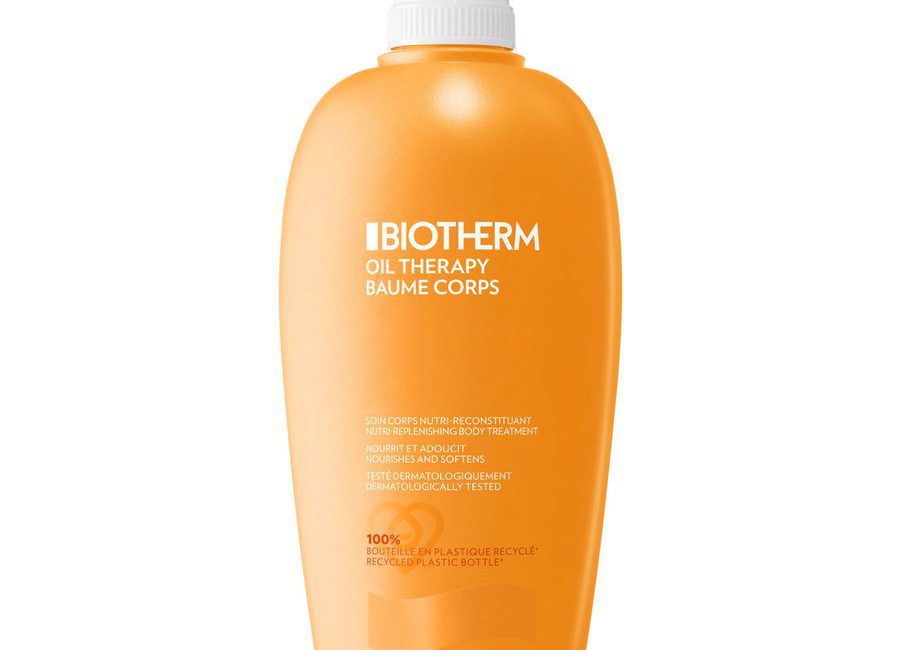 BIOTHERM
OIL THERAPY
BAUME CORPS
SOIN CORPS NUTRI-RECONSTITUANT
NUTRI-REPLENISHING BODY TREATMENT
NOURRIT ET ADOUCIT
NOURISHES AND SOFTENS
TESTÉ DERMATOLOGIQUEMENT
DERMATOLOGICALLY TESTED
100%
BOUTEILLE EN PLASTIQUE RECYCLÉ*
RECYCLED PLASTIC BOTTLE*